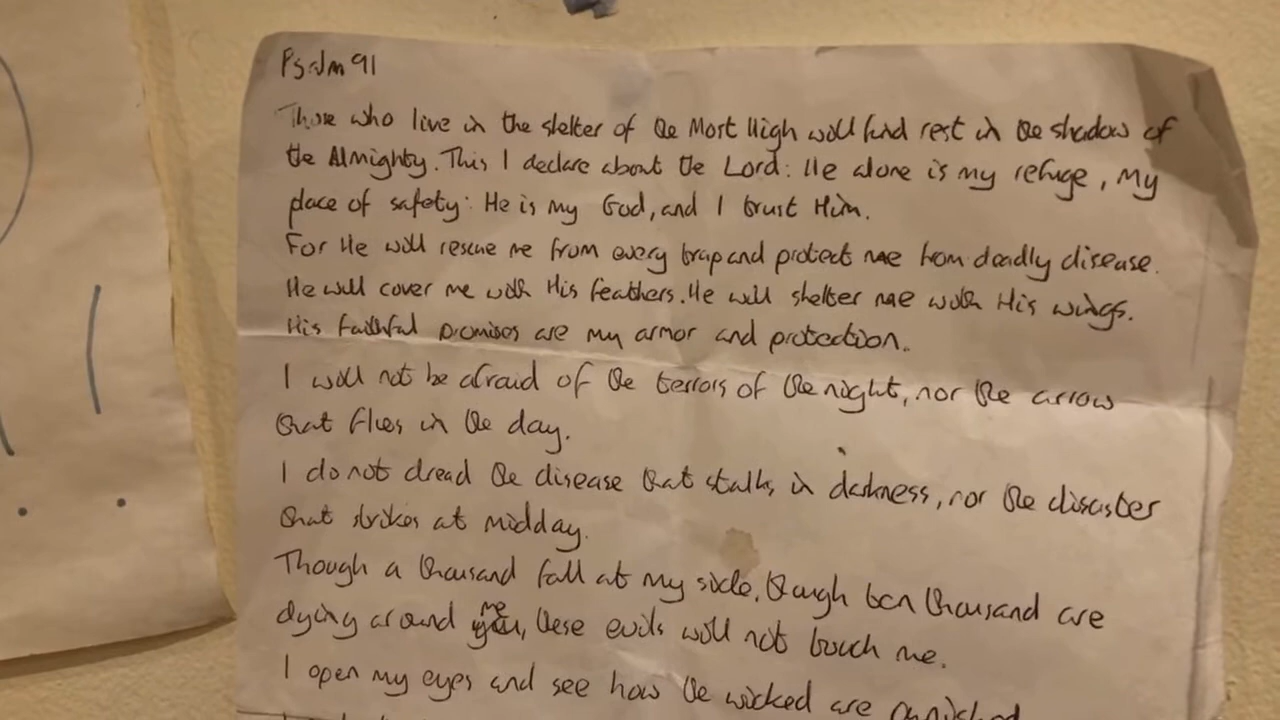 Psalm 91
Those who live in the shelter of the Most High will find rest in the shadow of
the Almighty. This I declare about the Lord: He alone is my refuge, my
place of safety: He is my God, and I trust Him.
For He will rescue me from every trap and protect me from deadly disease.
He will cover me with His feathers. He will shelter me with His wings.
His faithful promises are my armor and protection.
I will not be afraid of the terrors of the night, nor the arrow
that flies in the day.
I do not dread the disease that stalks in darkness, nor the disaster
that strikes at midday.
Though a thousand fall at my side, though ten thousand are
dying around me, these evils will not touch me.
I open my eyes and see how the wicked are punished